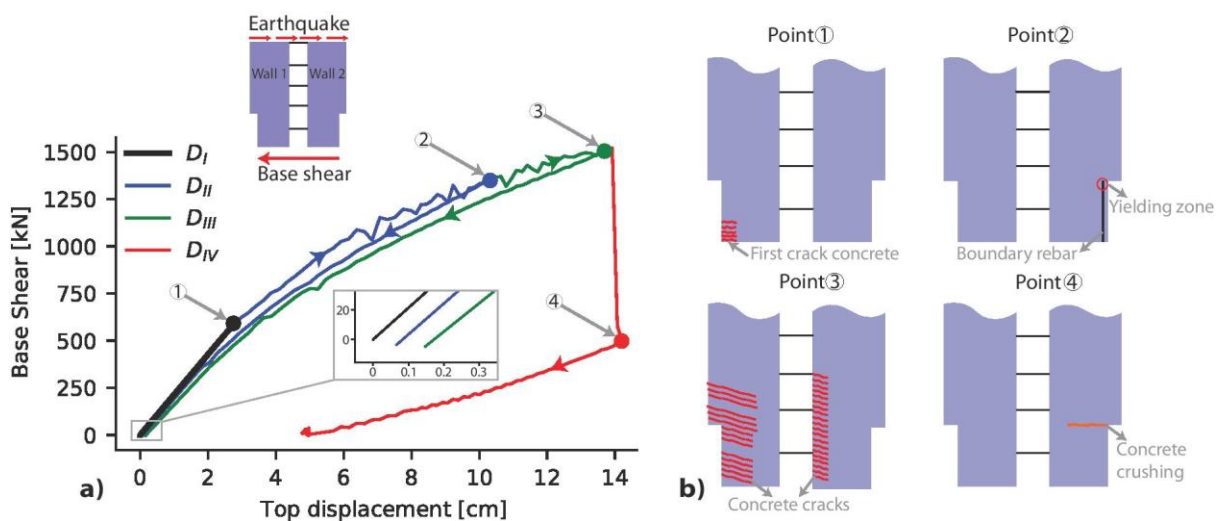 Earthquake
Wall 1 Wall 2
Base shear
①
②
③
④
D_I
D_II
D_III
D_IV
1500
1250
1000
750
500
250
0
Base Shear [kN]
20
0
0 0.1 0.2 0.3
0 2 4 6 8 10 12 14
Top displacement [cm]
a)
Point①
First crack concrete
Point②
Yielding zone
Boundary rebar
Point③
Concrete cracks
Point④
Concrete
crushing
b)